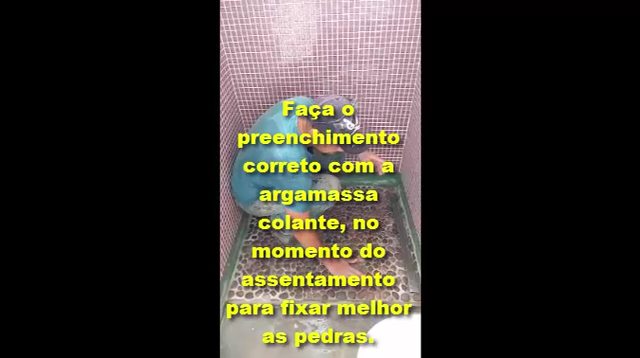 Faça o
preenchimento
correto com a
argamassa
colante, no
momento do
assentamento
para fixar melhor
as pedras.